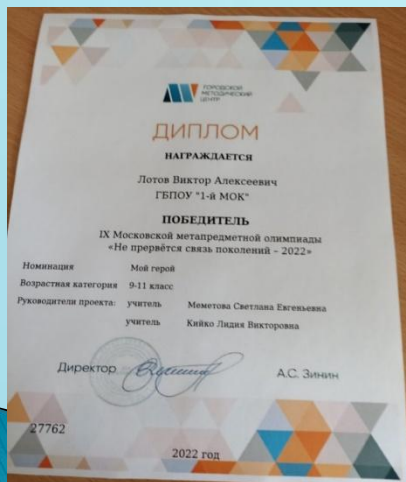 ГОРОДСКОЙ
МЕТОДИЧЕСКИЙ
ЦЕНТР
ДИПЛОМ
НАГРАЖДАЕТСЯ
Лотов Виктор Алексеевич
ГБПОУ "1-й МОК"
ПОБЕДИТЕЛЬ
IX Московской метапредметной олимпиады
«Не прервётся связь поколений – 2022»
Номинация Мой герой
Возрастная категория 9-11 класс
Руководители проекта: учитель Меметова Светлана Евгеньевна
учитель Кийко Лидия Викторовна
Директор А.С. Зинин
27762
2022 год